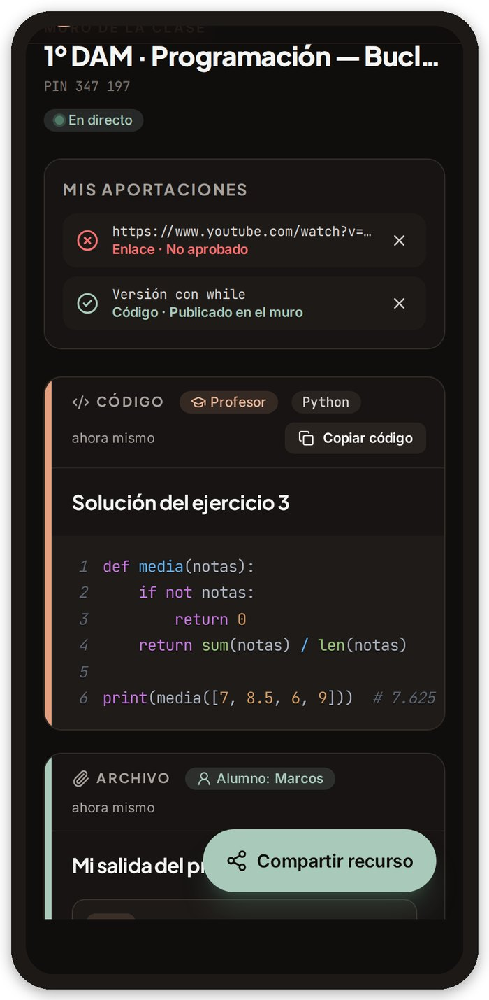 MURO DE LA CLASE
1º DAM · Programación — Bucl...
PIN 347 197
En directo
MIS APORTACIONES
https://www.youtube.com/watch?v=…
Enlace · No aprobado
Versión con while
Código · Publicado en el muro
</> CÓDIGO Profesor Python
ahora mismo Copiar código
Solución del ejercicio 3
1 def media(notas):
2     if not notas:
3         return 0
4     return sum(notas) / len(notas)
5
6 print(media([7, 8.5, 6, 9]))  # 7.625
ARCHIVO Alumno: Marcos
ahora mismo
Mi salida del
Compartir recurso